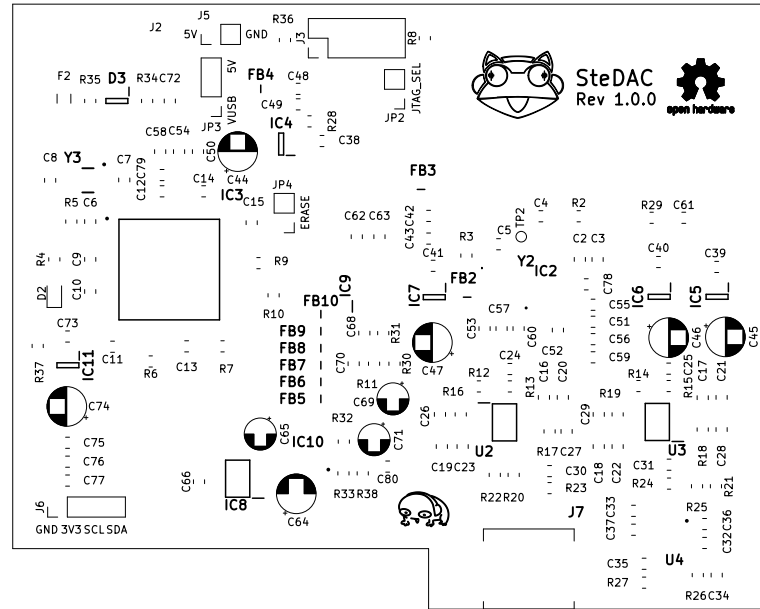 J2
J5
5V
GND
R36
J3
R8
F2
R35
D3
R34
C72
5V
VUSB
JP3
FB4
C48
C49
R28
IC4
C38
JTAG_SEL
JP2
SteDAC
Rev 1.0.0
open hardware
C58
C54
C50
C44
IC3
C8
Y3
C7
C79
C12
C14
JP4
ERASE
C15
FB3
R5
C6
C62
C63
C42
C43
C41
R3
C5
TP2
C4
R2
R29
C61
R4
C9
R9
D2
C10
R10
FB2
Y2
IC2
C2
C3
C78
C40
C39
IC9
FB10
FB9
FB8
FB7
FB6
FB5
C68
R31
C70
R30
IC7
C47
C53
C57
C60
C52
C55
C51
C56
C59
IC6
C46
IC5
C45
C73
R37
IC11
C11
R6
C13
R7
C74
R11
C69
R12
R16
C24
R13
C16
C20
R14
C25
R15
C17
C21
C65
IC10
R32
C71
C26
C29
R19
C75
C76
C77
C66
IC8
C64
R33
R38
C80
C19
C23
U2
R22
R20
R17
C27
C30
R23
C18
C22
C31
R24
U3
R18
C28
R21
J6
GND
3V3
SCL
SDA
J7
C33
C37
R25
C36
C32
C35
R27
U4
R26
C34